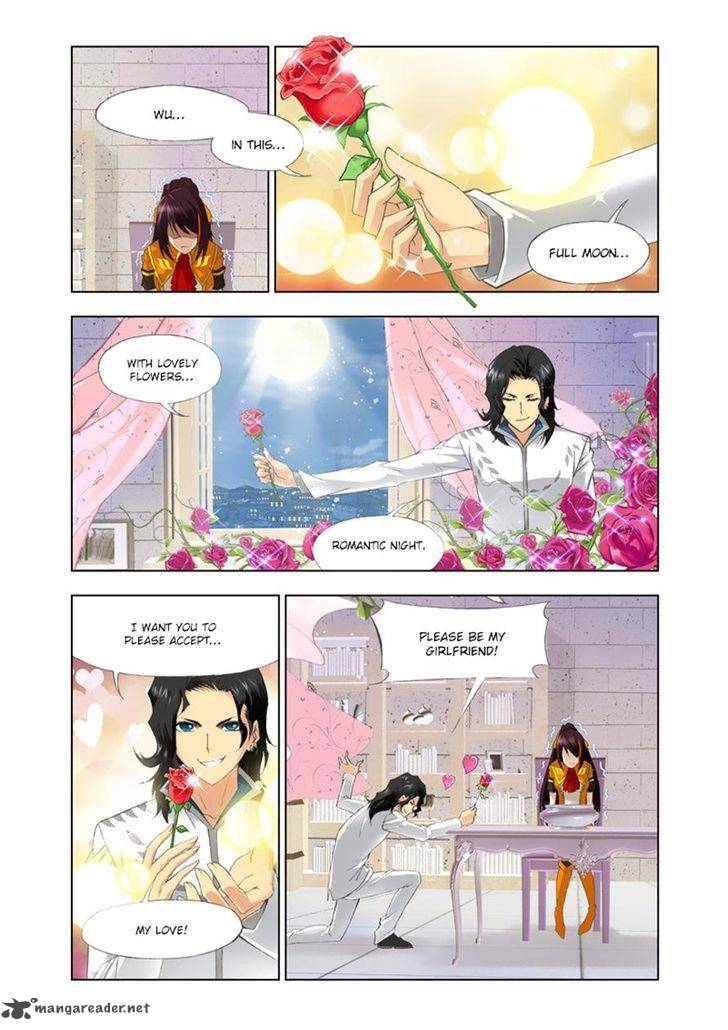 WU...
IN THIS...
FULL MOON...
WITH LOVELY
FLOWERS...
ROMANTIC NIGHT.
I WANT YOU TO
PLEASE ACCEPT...
MY LOVE!
PLEASE BE MY
GIRLFRIEND!
mangareader.net